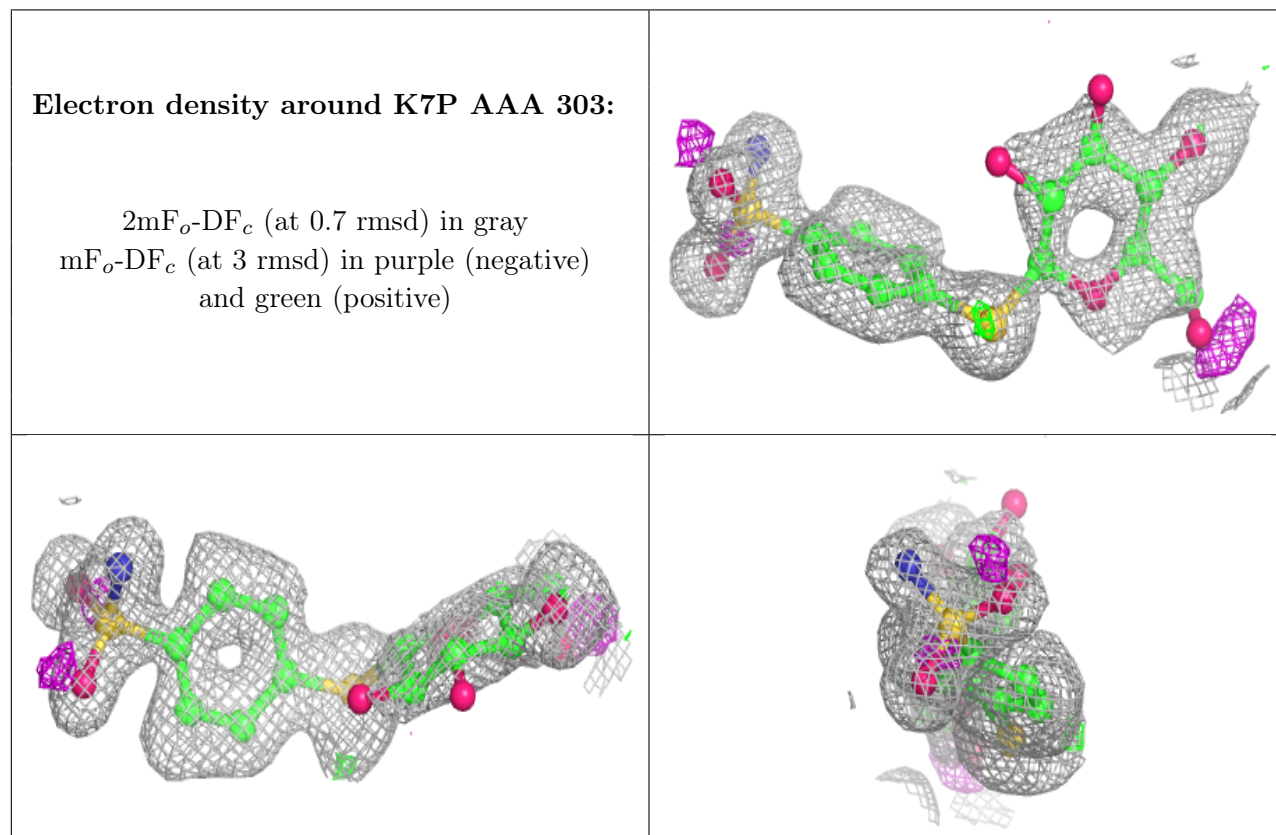 Electron density around K7P AAA 303:
2mFo-DFc (at 0.7 rmsd) in gray
mFo-DFc (at 3 rmsd) in purple (negative)
and green (positive)